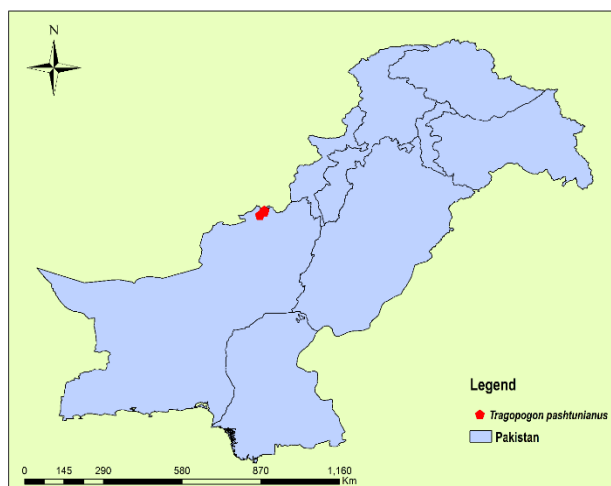 N
Legend
Tragopogon pashtunianus
Pakistan
0 145 290 580 870 1,160
Km